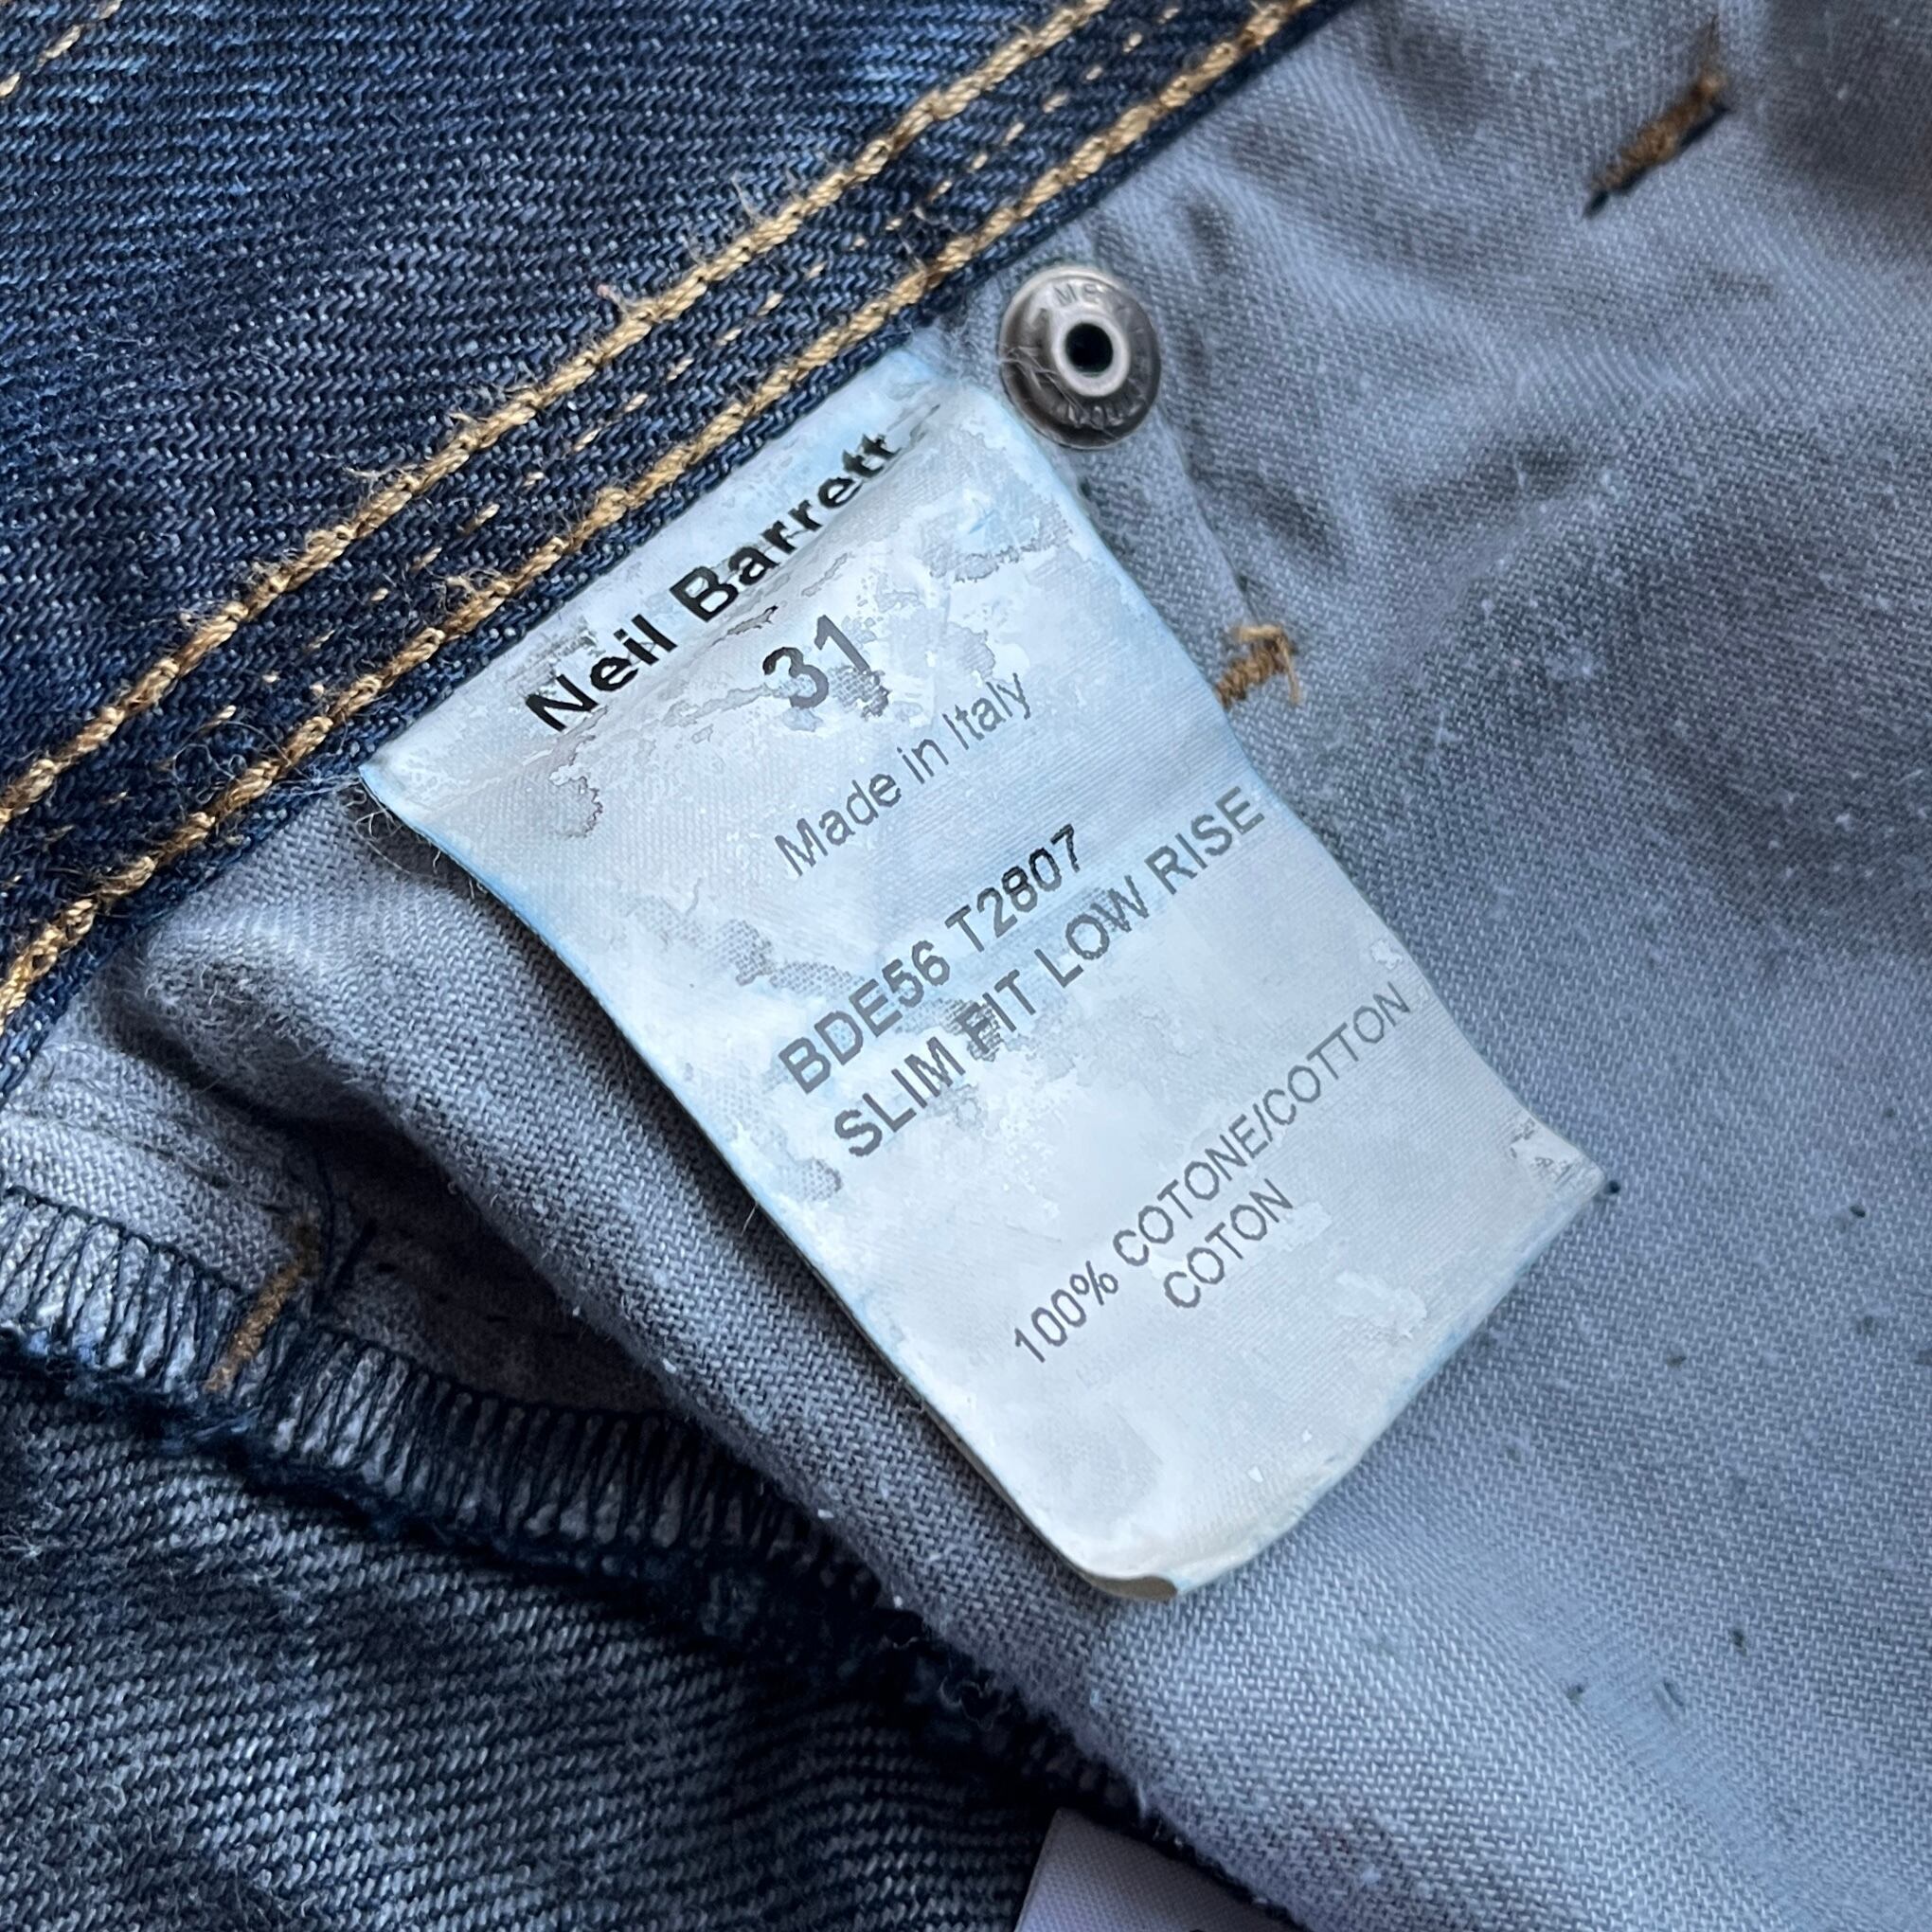 Neil Barrett
31
Made in Italy
BDE56 T2807
SLIM FIT LOW RISE
100% COTONE/COTTON
COTON